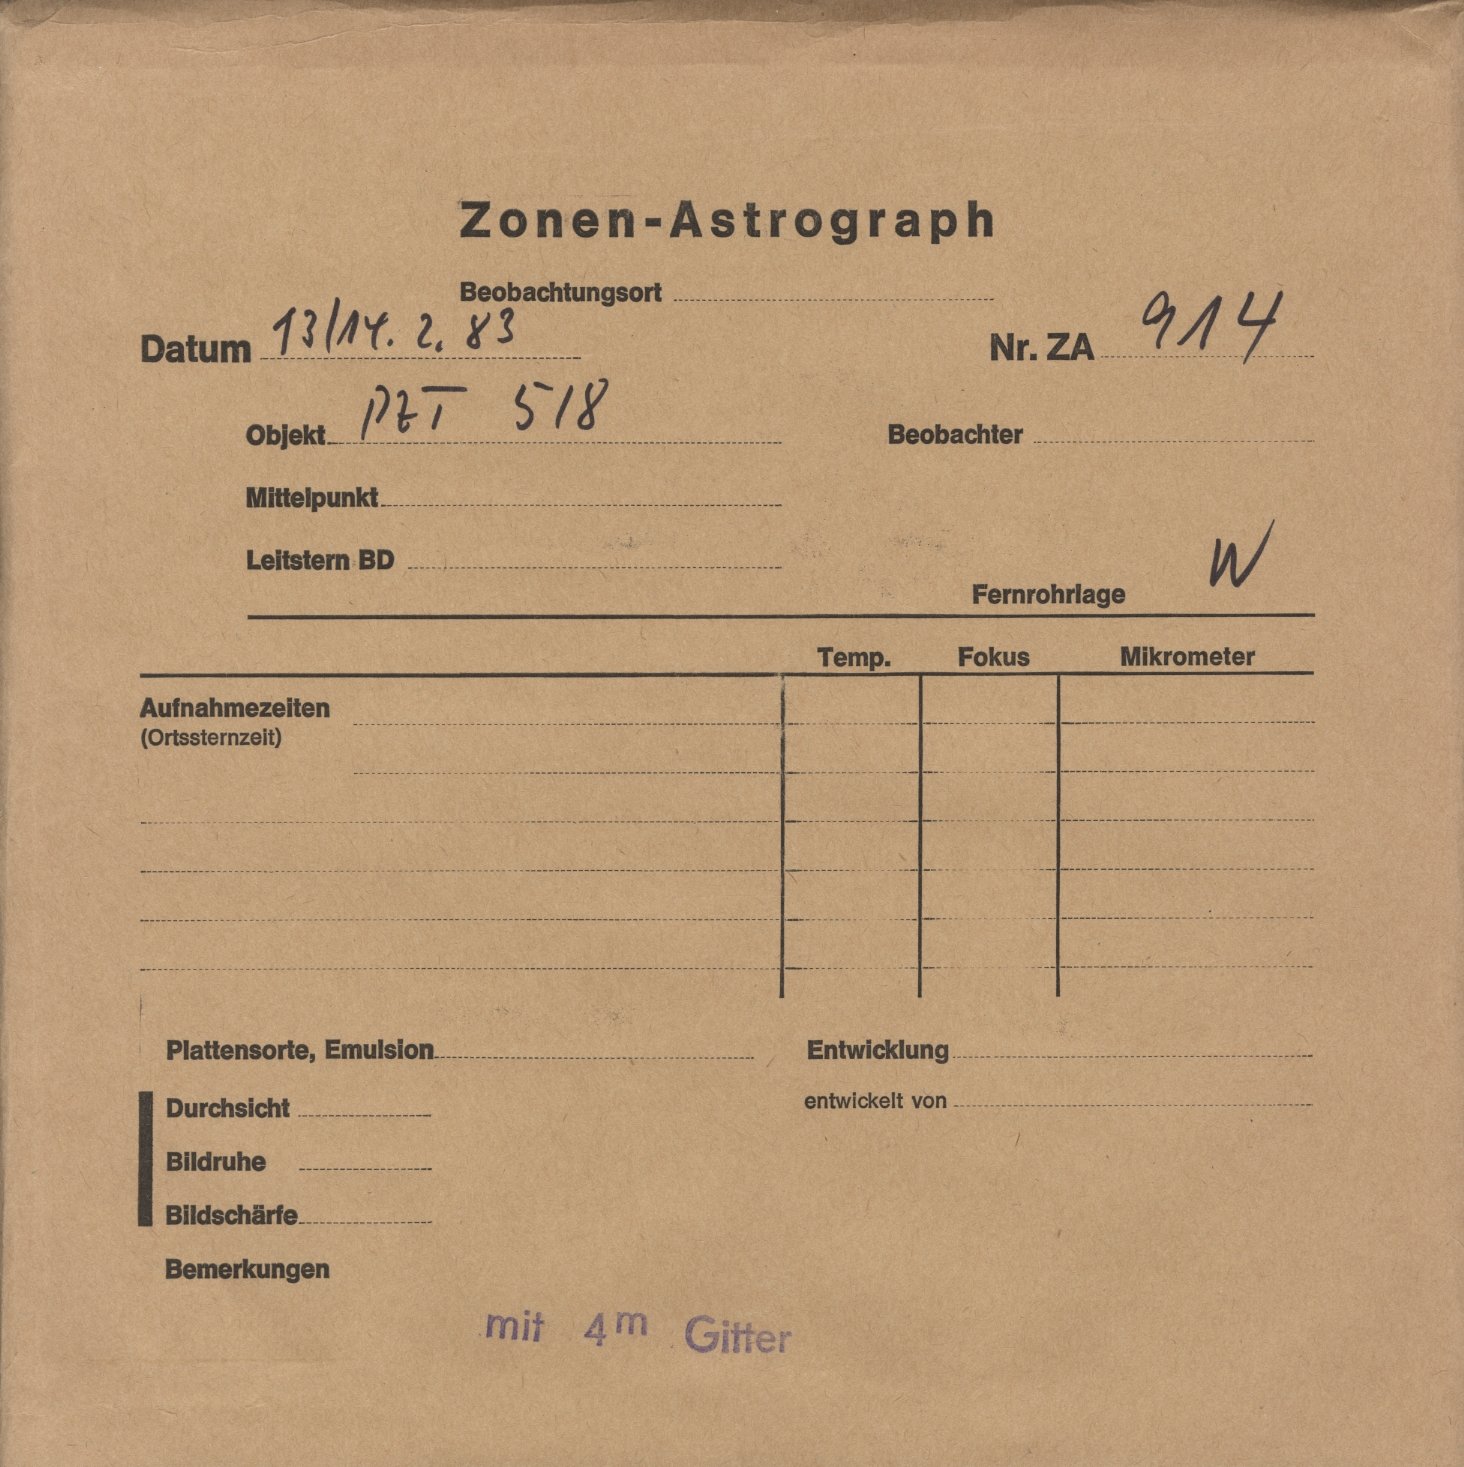 Zonen-Astrograph
Beobachtungsort
Datum 13/14. 2. 83
Nr. ZA 914
Objekt PZT 518
Beobachter
Mittelpunkt
Leitstern BD
Fernrohrlage W
Temp. Fokus Mikrometer
Aufnahmezeiten
(Ortssternzeit)
Plattensorte, Emulsion
Entwicklung
Durchsicht
entwickelt von
Bildruhe
Bildschärfe
Bemerkungen
mit 4ᵐ Gitter